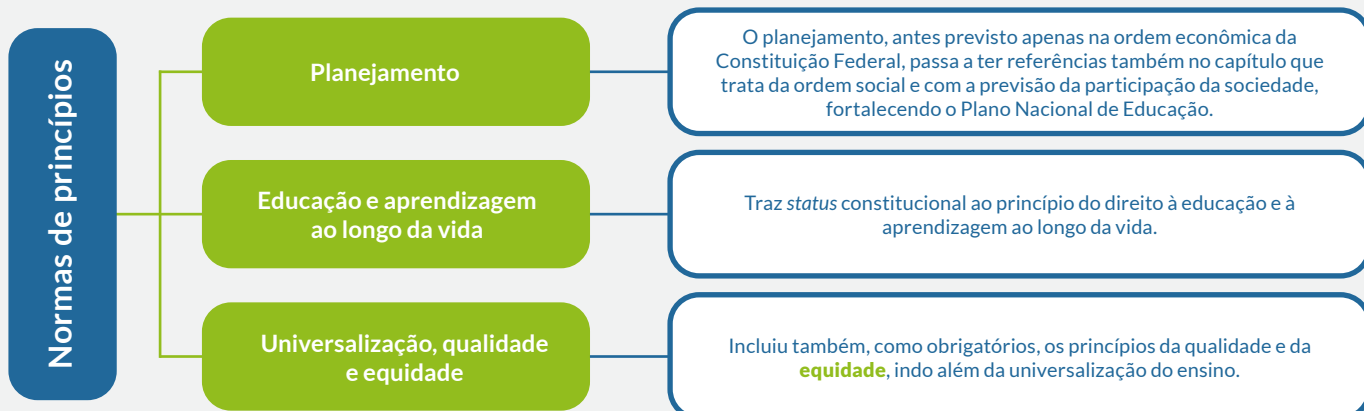 Normas de princípios
Planejamento
O planejamento, antes previsto apenas na ordem econômica da
Constituição Federal, passa a ter referências também no capítulo que
trata da ordem social e com a previsão da participação da sociedade,
fortalecendo o Plano Nacional de Educação.
Educação e aprendizagem
ao longo da vida
Traz status constitucional ao princípio do direito à educação e à
aprendizagem ao longo da vida.
Universalização, qualidade
e equidade
Incluiu também, como obrigatórios, os princípios da qualidade e da
equidade, indo além da universalização do ensino.